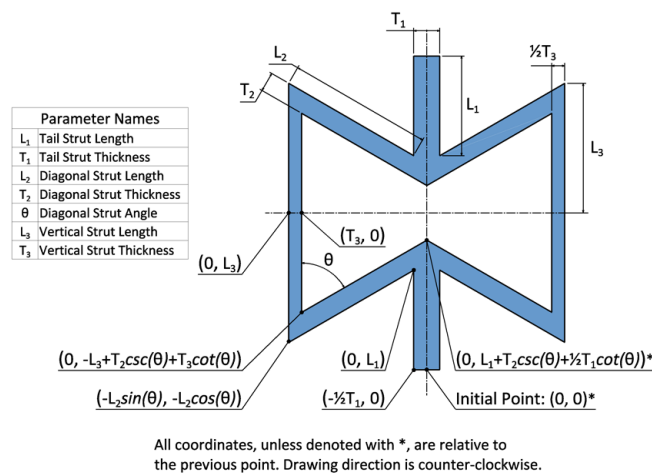 T₁
L₂
½T₃
T₂
L₁
L₃
Parameter Names
L₁ Tail Strut Length
T₁ Tail Strut Thickness
L₂ Diagonal Strut Length
T₂ Diagonal Strut Thickness
θ Diagonal Strut Angle
L₃ Vertical Strut Length
T₃ Vertical Strut Thickness
(T₃, 0)
(0, L₃)
θ
(0, -L₃+T₂csc(θ)+T₃cot(θ))
(0, L₁)
(0, L₁+T₂csc(θ)+½T₁cot(θ))*
(-L₂sin(θ), -L₂cos(θ))
(-½T₁, 0)
Initial Point: (0, 0)*
All coordinates, unless denoted with *, are relative to
the previous point. Drawing direction is counter-clockwise.